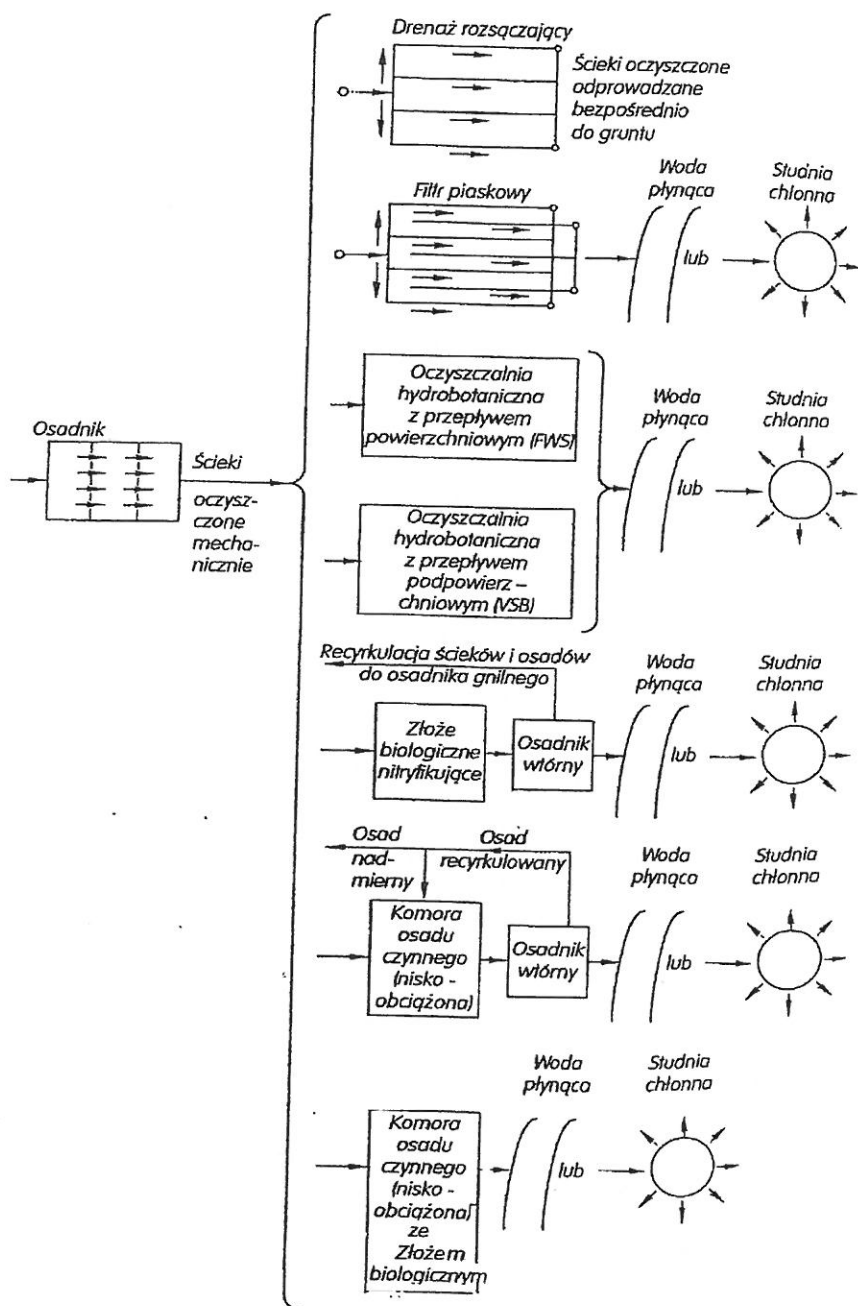 Drenaż rozsączający
Ścieki oczyszczone
odprowadzane
bezpośrednio
do gruntu
Filtr piaskowy
Woda
płynąca
lub
Studnia
chłonna
Osadnik
Ścieki
oczysz-
czone
mecha-
nicznie
Oczyszczalnia
hydrobotaniczna
z przepływem
powierzchniowym (FWS)
Oczyszczalnia
hydrobotaniczna
z przepływem
podpowierz -
chniowym (VSB)
Woda
płynąca
lub
Studnia
chłonna
Recyrkulacja ścieków i osadów
do osadnika gnilnego
Złoże
biologiczne
nitryfikujące
Osadnik
wtórny
Woda
płynąca
lub
Studnia
chłonna
Osad
nad-
mierny
Osad
recyrkulowany
Komora
osadu
czynnego
(nisko -
obciążona)
Osadnik
wtórny
Woda
płynąca
lub
Studnia
chłonna
Komora
osadu
czynnego
(nisko -
obciążona)
ze
Złożem
biologicznym
Woda
płynąca
lub
Studnia
chłonna